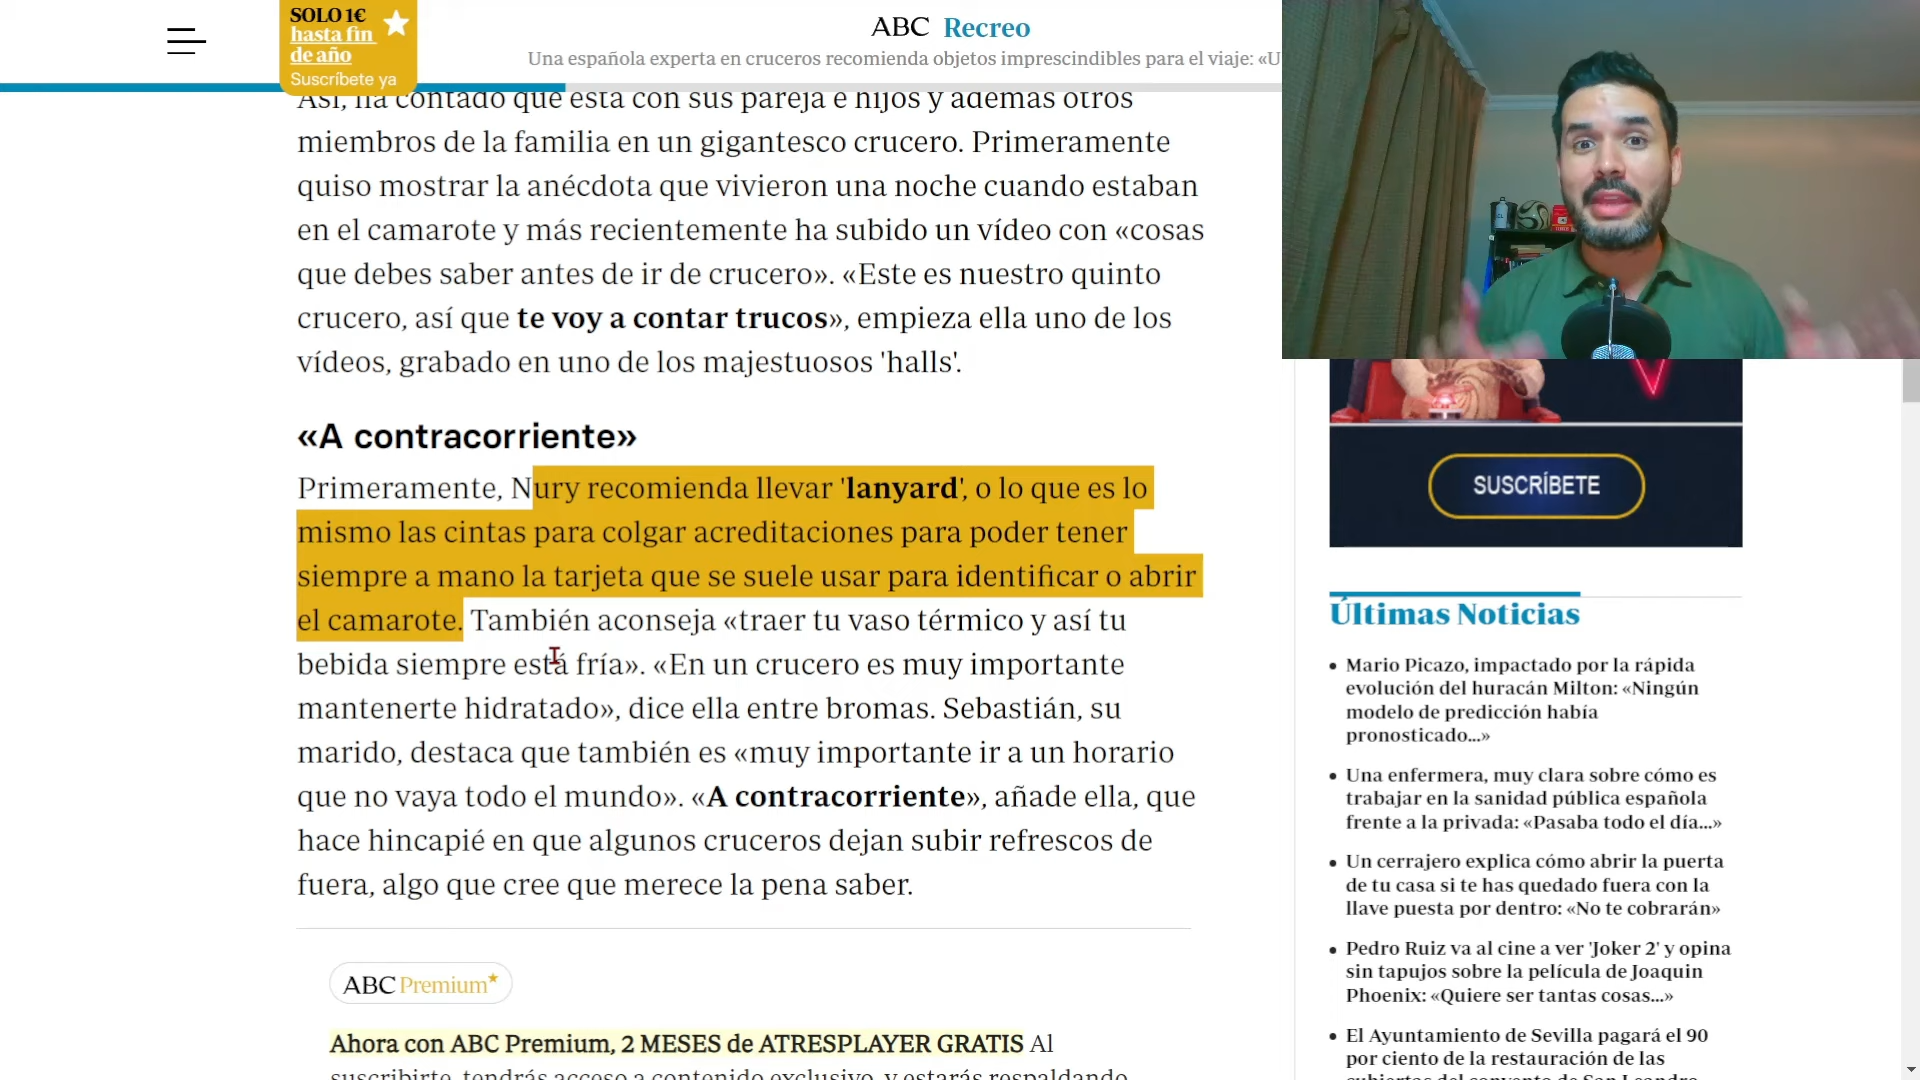 SOLO 1€
hasta fin
de año
Suscríbete ya
ABC Recreo
Una española experta en cruceros recomienda objetos imprescindibles para el viaje: «U
Así, ha contado que está con sus pareja e hijos y además otros
miembros de la familia en un gigantesco crucero. Primeramente
quiso mostrar la anécdota que vivieron una noche cuando estaban
en el camarote y más recientemente ha subido un vídeo con «cosas
que debes saber antes de ir de crucero». «Este es nuestro quinto
crucero, así que te voy a contar trucos», empieza ella uno de los
vídeos, grabado en uno de los majestuosos 'halls'.
«A contracorriente»
Primeramente, Nury recomienda llevar 'lanyard', o lo que es lo
mismo las cintas para colgar acreditaciones para poder tener
siempre a mano la tarjeta que se suele usar para identificar o abrir
el camarote. También aconseja «traer tu vaso térmico y así tu
bebida siempre está fría». «En un crucero es muy importante
mantenerte hidratado», dice ella entre bromas. Sebastián, su
marido, destaca que también es «muy importante ir a un horario
que no vaya todo el mundo». «A contracorriente», añade ella, que
hace hincapié en que algunos cruceros dejan subir refrescos de
fuera, algo que cree que merece la pena saber.
ABC Premium
Ahora con ABC Premium, 2 MESES de ATRESPLAYER GRATIS Al
suscribirte, tendrás acceso a contenido exclusivo, y estarás respaldando
SUSCRÍBETE
Últimas Noticias
Mario Picazo, impactado por la rápida
evolución del huracán Milton: «Ningún
modelo de predicción había
pronosticado...»
Una enfermera, muy clara sobre cómo es
trabajar en la sanidad pública española
frente a la privada: «Pasaba todo el día...»
Un cerrajero explica cómo abrir la puerta
de tu casa si te has quedado fuera con la
llave puesta por dentro: «No te cobrarán»
Pedro Ruiz va al cine a ver 'Joker 2' y opina
sin tapujos sobre la película de Joaquin
Phoenix: «Quiere ser tantas cosas...»
El Ayuntamiento de Sevilla pagará el 90
por ciento de la restauración de las
cubiertas del convento de San Leandro